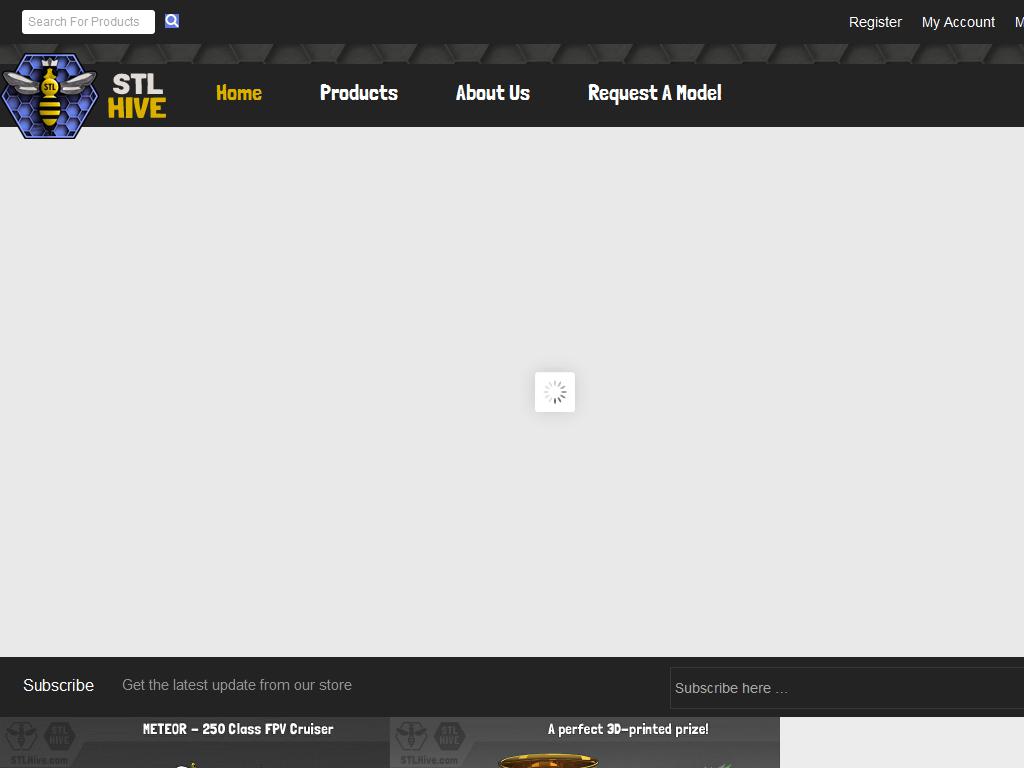 Search For Products
Register My Account M
STL
STL
HIVE
Home Products About Us Request A Model
Subscribe Get the latest update from our store
Subscribe here ...
METEOR - 250 Class FPV Cruiser
STL
HIVE
STLHive.com
A perfect 3D-printed prize!
STL
HIVE
STLHive.com